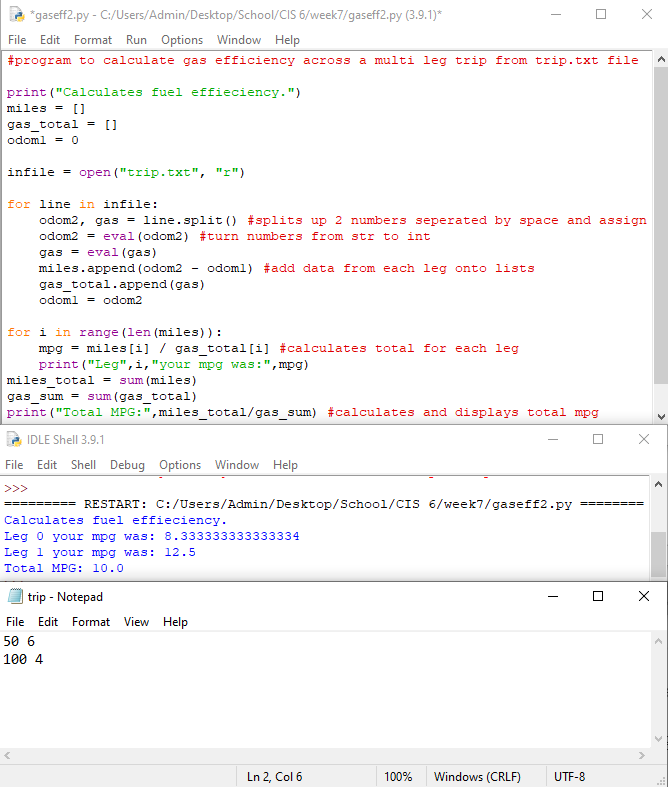 *gaseff2.py - C:/Users/Admin/Desktop/School/CIS 6/week7/gaseff2.py (3.9.1)*
File Edit Format Run Options Window Help
#program to calculate gas efficiency across a multi leg trip from trip.txt file
print("Calculates fuel effieciency.")
miles = []
gas_total = []
odom1 = 0
infile = open("trip.txt", "r")
for line in infile:
    odom2, gas = line.split() #splits up 2 numbers seperated by space and assign
    odom2 = eval(odom2) #turn numbers from str to int
    gas = eval(gas)
    miles.append(odom2 - odom1) #add data from each leg onto lists
    gas_total.append(gas)
    odom1 = odom2
for i in range(len(miles)):
    mpg = miles[i] / gas_total[i] #calculates total for each leg
    print("Leg",i,"your mpg was:",mpg)
miles_total = sum(miles)
gas_sum = sum(gas_total)
print("Total MPG:",miles_total/gas_sum) #calculates and displays total mpg
IDLE Shell 3.9.1
File Edit Shell Debug Options Window Help
>>>
========= RESTART: C:/Users/Admin/Desktop/School/CIS 6/week7/gaseff2.py ========
Calculates fuel effieciency.
Leg 0 your mpg was: 8.333333333333334
Leg 1 your mpg was: 12.5
Total MPG: 10.0
trip - Notepad
File Edit Format View Help
50 6
100 4
Ln 2, Col 6 100% Windows (CRLF) UTF-8